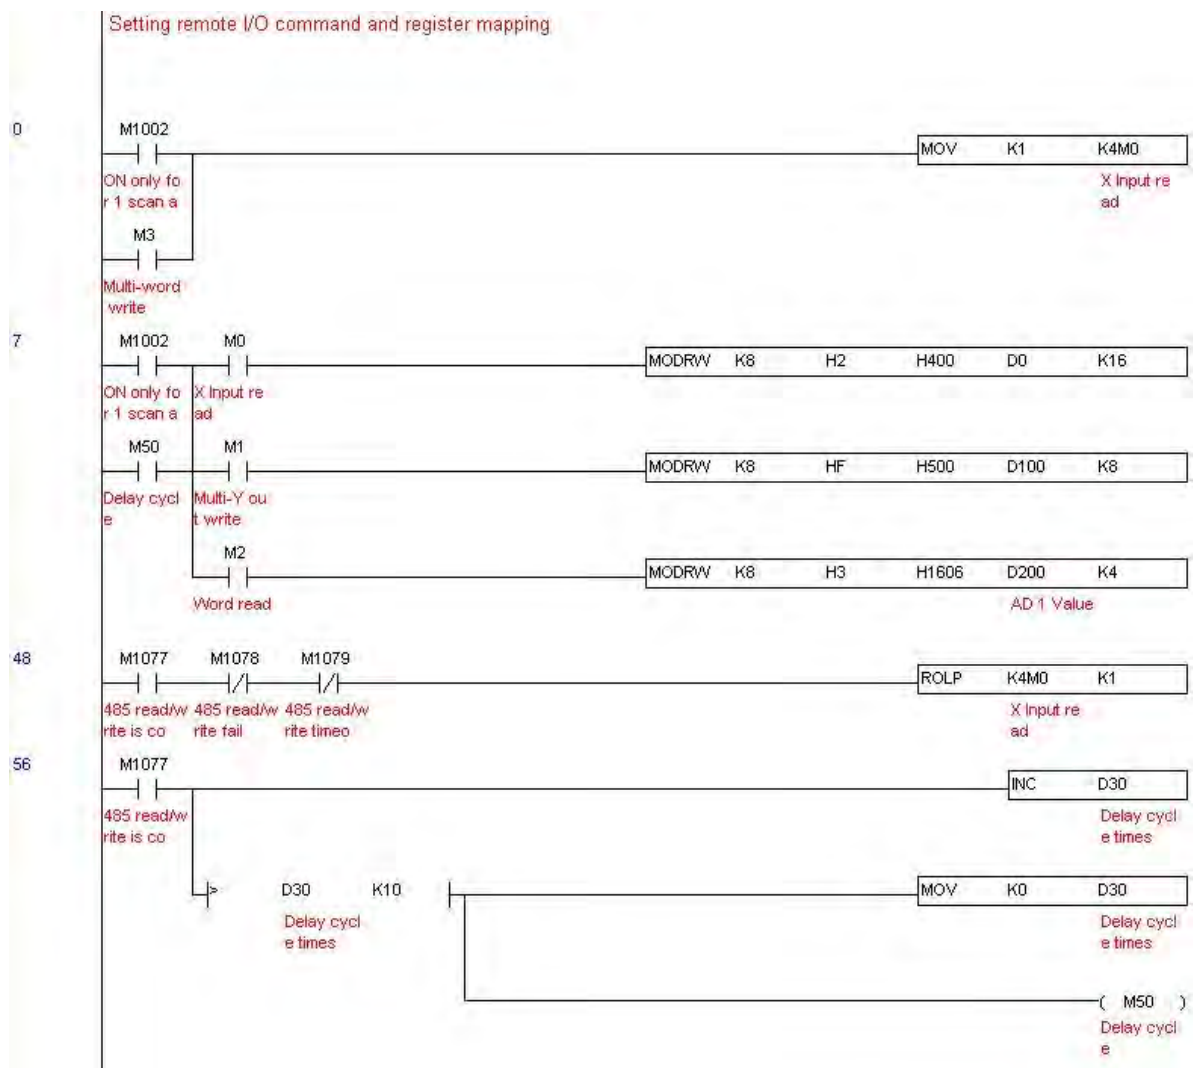 Setting remote I/O command and register mapping
0
M1002
MOV K1 K4M0
ON only fo
r 1 scan a
X Input re
ad
M3
Multi-word
write
7
M1002 M0
MODRW K8 H2 H400 D0 K16
ON only fo X Input re
r 1 scan a ad
M50 M1
MODRW K8 HF H500 D100 K8
Delay cycl Multi-Y ou
e t write
M2
MODRW K8 H3 H1606 D200 K4
Word read AD 1 Value
48
M1077 M1078 M1079
ROLP K4M0 K1
485 read/w 485 read/w 485 read/w X Input re
rite is co rite fail rite timeo ad
56
M1077
INC D30
485 read/w Delay cycl
rite is co e times
> D30 K10
MOV K0 D30
Delay cycl Delay cycl
e times e times
( M50 )
Delay cycl
e